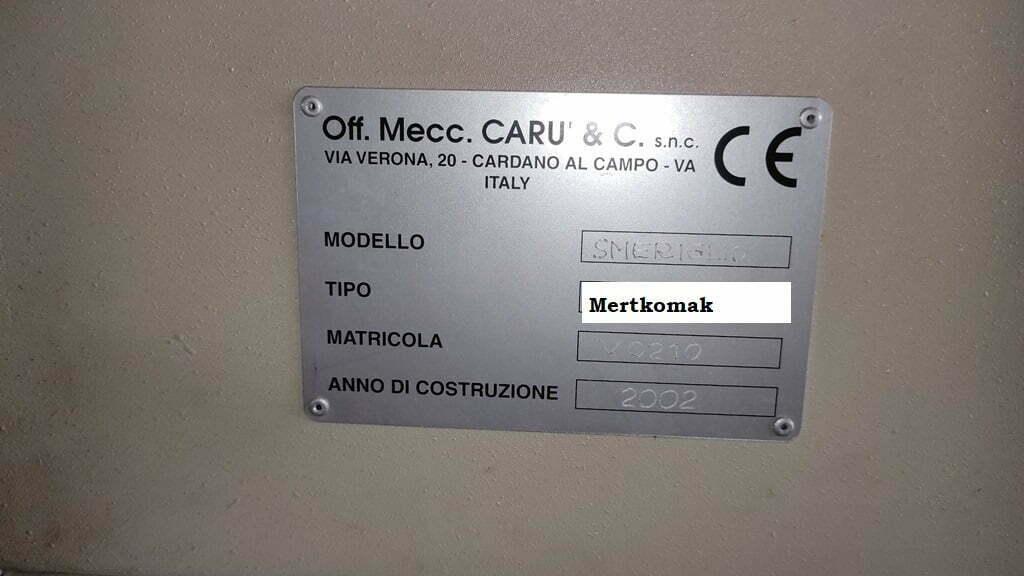 Off. Mecc. CARU' & C. s.n.c.
VIA VERONA, 20 - CARDANO AL CAMPO - VA
ITALY
CE
MODELLO SMERIGLIO
TIPO Mertkomak
MATRICOLA
ANNO DI COSTRUZIONE 2002